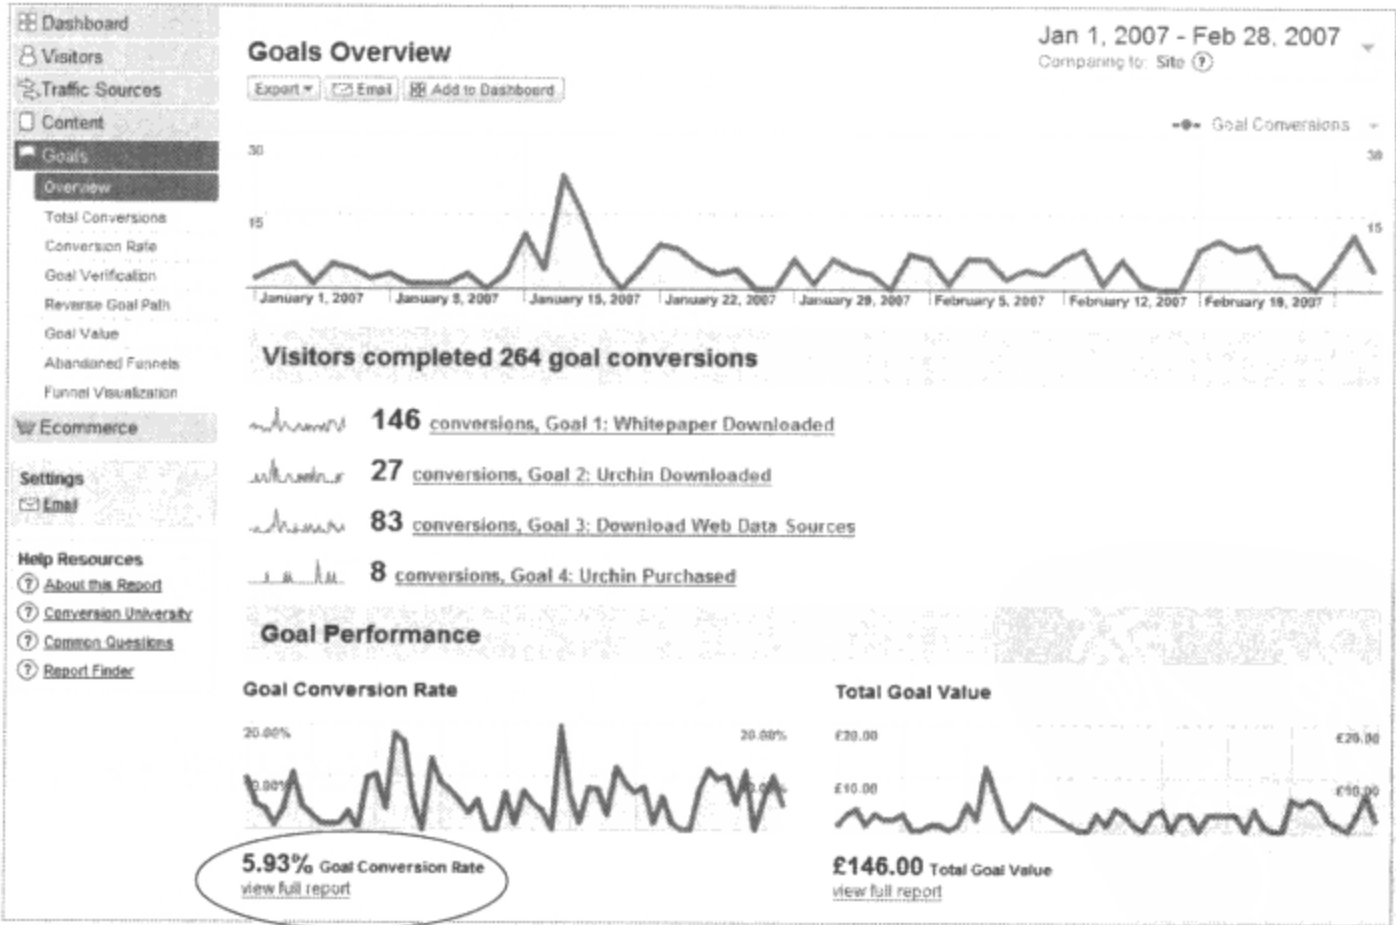 Dashboard
Visitors
Traffic Sources
Content
Goals
Overview
Total Conversions
Conversion Rate
Goal Verification
Reverse Goal Path
Goal Value
Abandoned Funnels
Funnel Visualization
Ecommerce
Settings
Email
Help Resources
? About this Report
? Conversion University
? Common Questions
? Report Finder
Goals Overview
Jan 1, 2007 - Feb 28, 2007
Comparing to: Site ?
Export Email Add to Dashboard
Goal Conversions
30 30
15 15
January 1, 2007 January 8, 2007 January 15, 2007 January 22, 2007 January 29, 2007 February 5, 2007 February 12, 2007 February 19, 2007
Visitors completed 264 goal conversions
146 conversions, Goal 1: Whitepaper Downloaded
27 conversions, Goal 2: Urchin Downloaded
83 conversions, Goal 3: Download Web Data Sources
8 conversions, Goal 4: Urchin Purchased
Goal Performance
Goal Conversion Rate
20.00% 20.00%
5.93% Goal Conversion Rate
view full report
Total Goal Value
£20.00 £20.00
£10.00 £10.00
£146.00 Total Goal Value
view full report